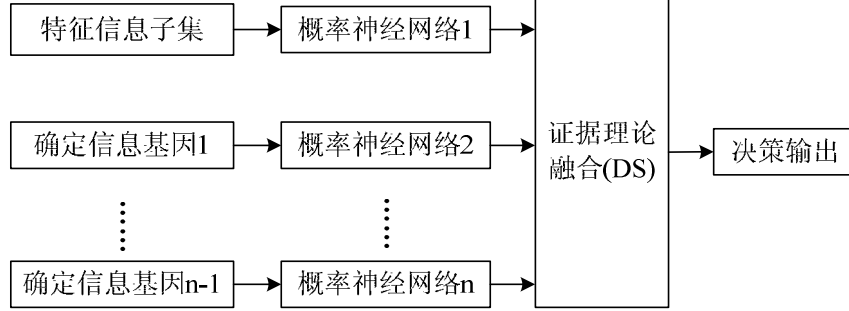 特征信息子集
概率神经网络1
确定信息基因1
概率神经网络2
证据理论
融合(DS)
决策输出
确定信息基因n-1
概率神经网络n